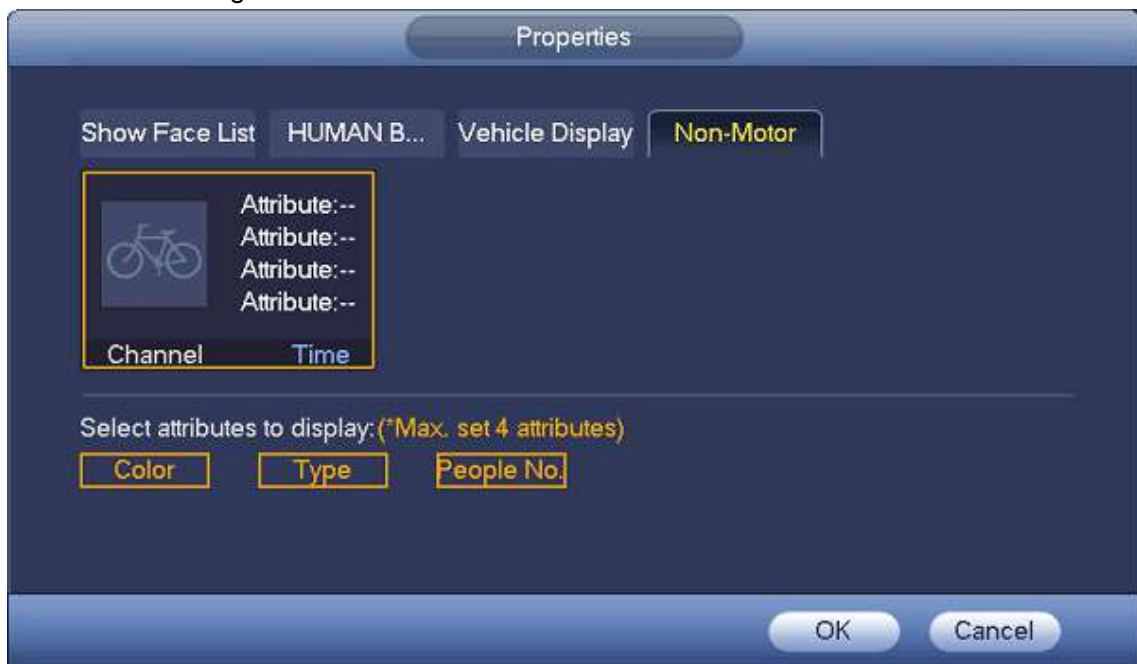 Properties
Show Face List HUMAN B... Vehicle Display Non-Motor
Attribute:--
Attribute:--
Attribute:--
Attribute:--
Channel Time
Select attributes to display:(*Max. set 4 attributes)
Color Type People No.
OK Cancel